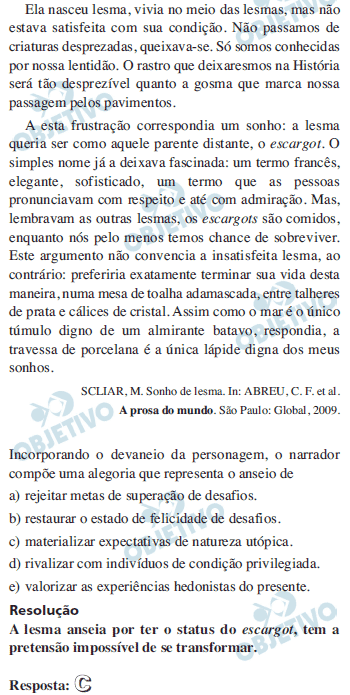 Ela nasceu lesma, vivia no meio das lesmas, mas não
estava satisfeita com sua condição. Não passamos de
criaturas desprezadas, queixava-se. Só somos conhecidas
por nossa lentidão. O rastro que deixaresmos na História
será tão desprezível quanto a gosma que marca nossa
passagem pelos pavimentos.
A esta frustração correspondia um sonho: a lesma
queria ser como aquele parente distante, o escargot. O
simples nome já a deixava fascinada: um termo francês,
elegante, sofisticado, um termo que as pessoas
pronunciavam com respeito e até com admiração. Mas,
lembravam as outras lesmas, os escargots são comidos,
enquanto nós pelo menos temos chance de sobreviver.
Este argumento não convencia a insatisfeita lesma, ao
contrário: preferiria exatamente terminar sua vida desta
maneira, numa mesa de toalha adamascada, entre talheres
de prata e cálices de cristal. Assim como o mar é o único
túmulo digno de um almirante batavo, respondia, a
travessa de porcelana é a única lápide digna dos meus
sonhos.
SCLIAR, M. Sonho de lesma. In: ABREU, C. F. et al.
A prosa do mundo. São Paulo: Global, 2009.
Incorporando o devaneio da personagem, o narrador
compõe uma alegoria que representa o anseio de
a) rejeitar metas de superação de desafios.
b) restaurar o estado de felicidade de desafios.
c) materializar expectativas de natureza utópica.
d) rivalizar com indivíduos de condição privilegiada.
e) valorizar as experiências hedonistas do presente.
Resolução
A lesma anseia por ter o status do escargot, tem a
pretensão impossível de se transformar.
Resposta: C
OBJETIVO
OBJETIVO
OBJETIVO
OBJETIVO
OBJETIVO
OBJETIVO
OBJETIVO
OBJETIVO